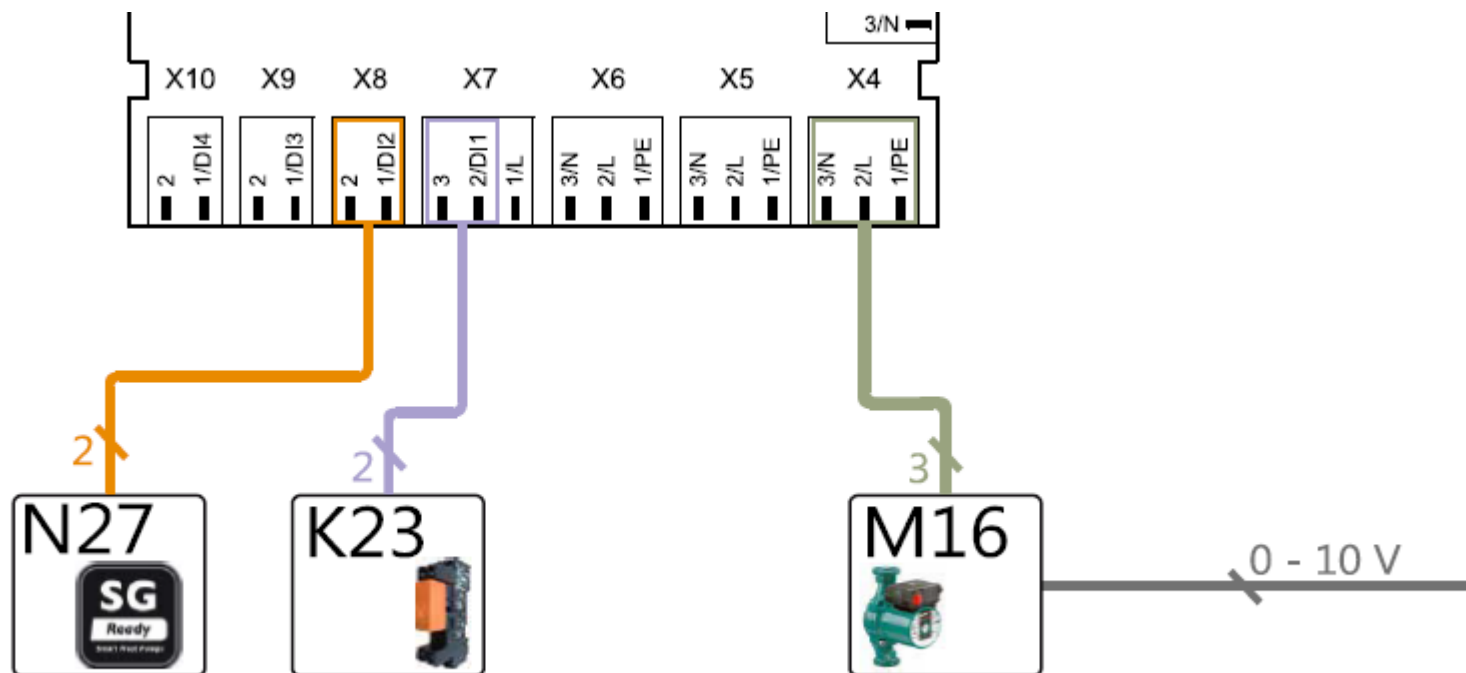 3/N
X10 X9 X8 X7 X6 X5 X4
2 1/DI4 2 1/DI3 2 1/DI2 3 2/DI1 1/L 3/N 2/L 1/PE 3/N 2/L 1/PE 3/N 2/L 1/PE
2 2 3
N27 K23 M16
0 - 10 V
SG
Ready